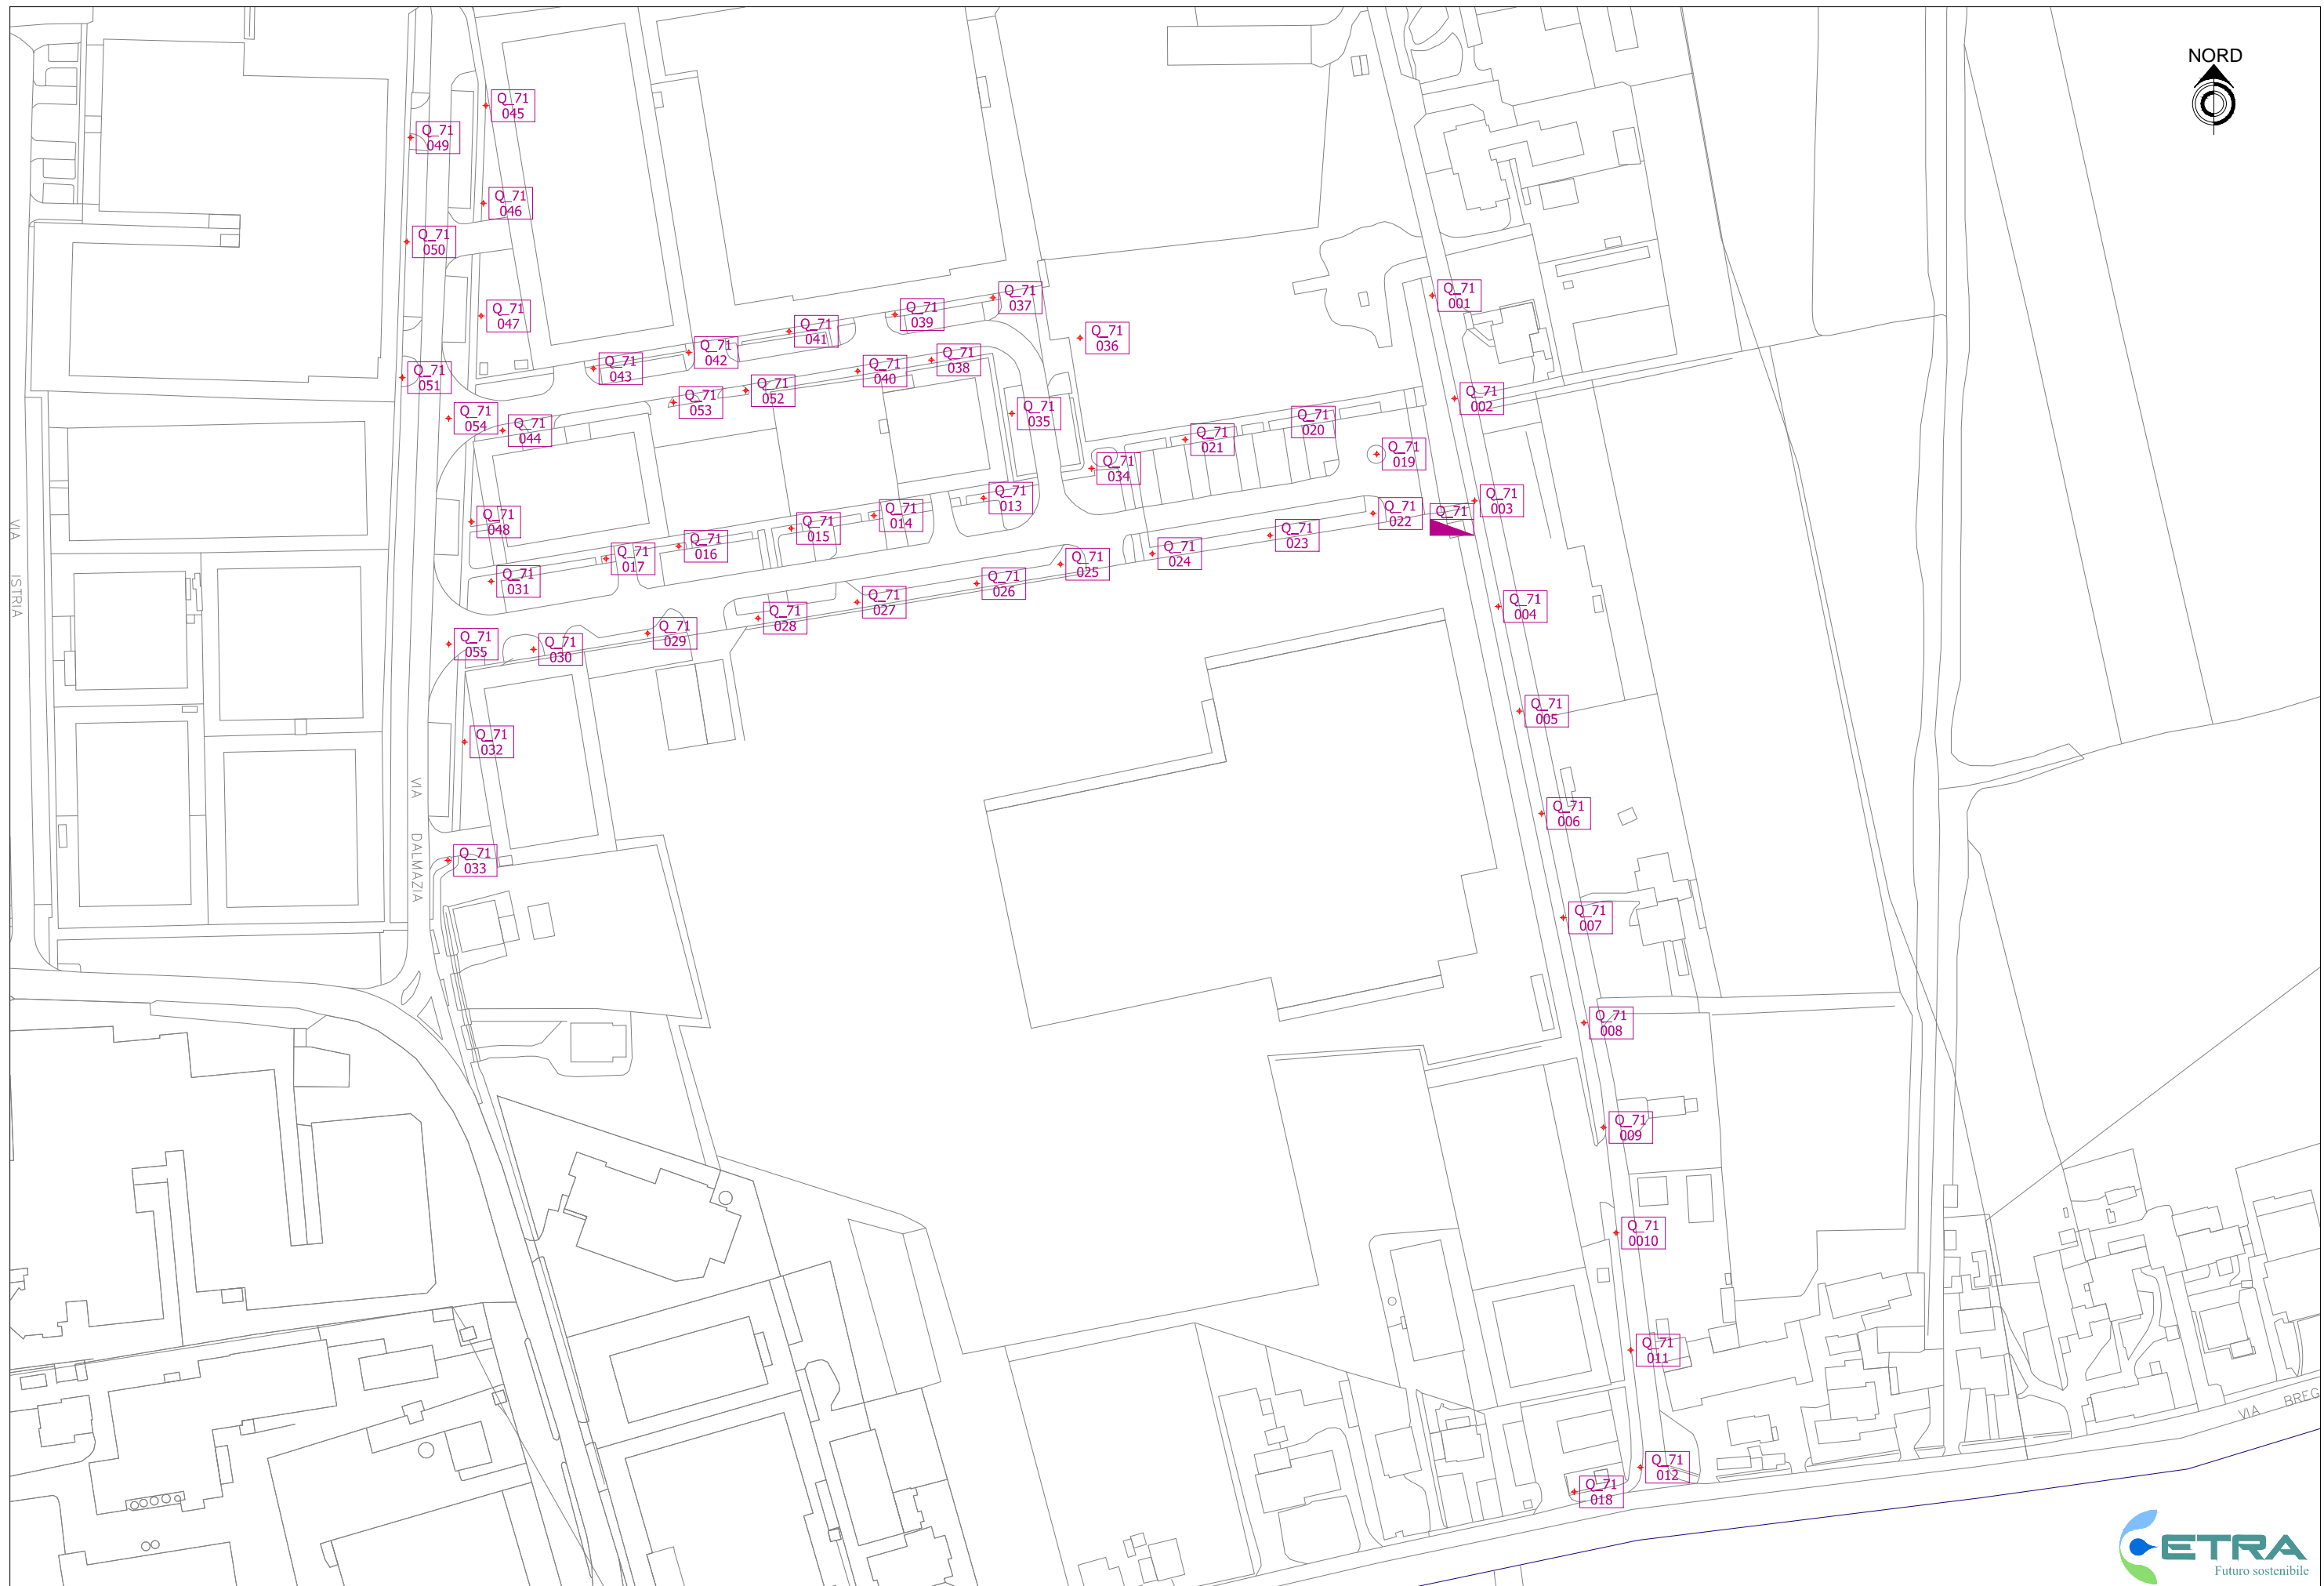 NORD
Q_71
045
Q_71
049
Q_71
046
Q_71
050
Q_71
047
Q_71
037
Q_71
001
Q_71
039
Q_71
041
Q_71
036
Q_71
042
Q_71
038
Q_71
043
Q_71
040
Q_71
051
Q_71
052
Q_71
002
Q_71
053
Q_71
035
Q_71
054
Q_71
044
Q_71
020
Q_71
021
Q_71
019
Q_71
034
Q_71
013
Q_71
003
Q_71
014
Q_71
022
Q_71
Q_71
048
Q_71
015
Q_71
023
Q_71
016
Q_71
024
Q_71
017
Q_71
025
Q_71
031
Q_71
026
Q_71
027
Q_71
004
Q_71
028
Q_71
029
Q_71
055
Q_71
030
VIA ISTRIA
Q_71
005
Q_71
032
Q_71
006
VIA DALMAZIA
Q_71
033
Q_71
007
Q_71
008
Q_71
009
Q_71
0010
Q_71
011
Q_71
012
Q_71
018
VIA BREG
ETRA
Futuro sostenibile